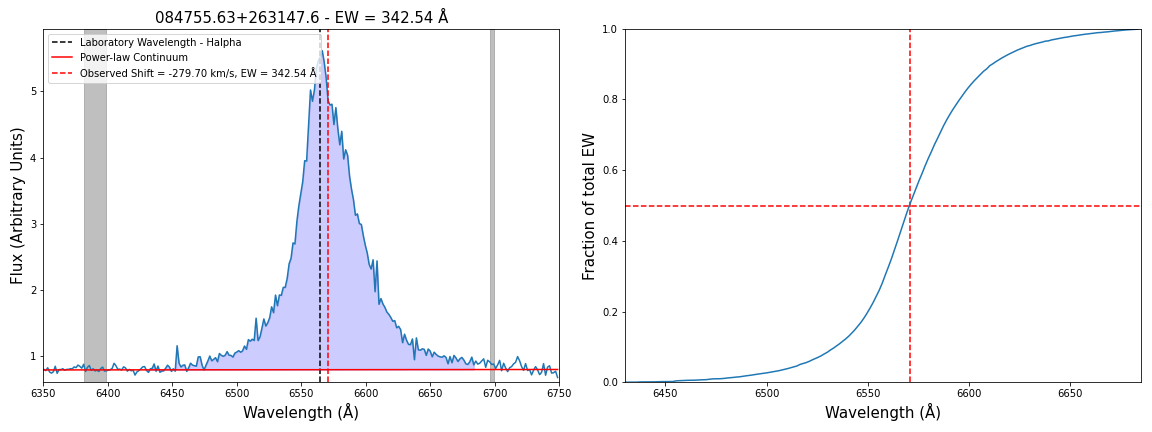 084755.63+263147.6 - EW = 342.54 Å
Laboratory Wavelength - Halpha
Power-law Continuum
Observed Shift = -279.70 km/s, EW = 342.54 Å
Flux (Arbitrary Units)
5
4
3
2
1
6350 6400 6450 6500 6550 6600 6650 6700 6750
Wavelength (Å)
Fraction of total EW
1.0
0.8
0.6
0.4
0.2
0.0
6450 6500 6550 6600 6650
Wavelength (Å)